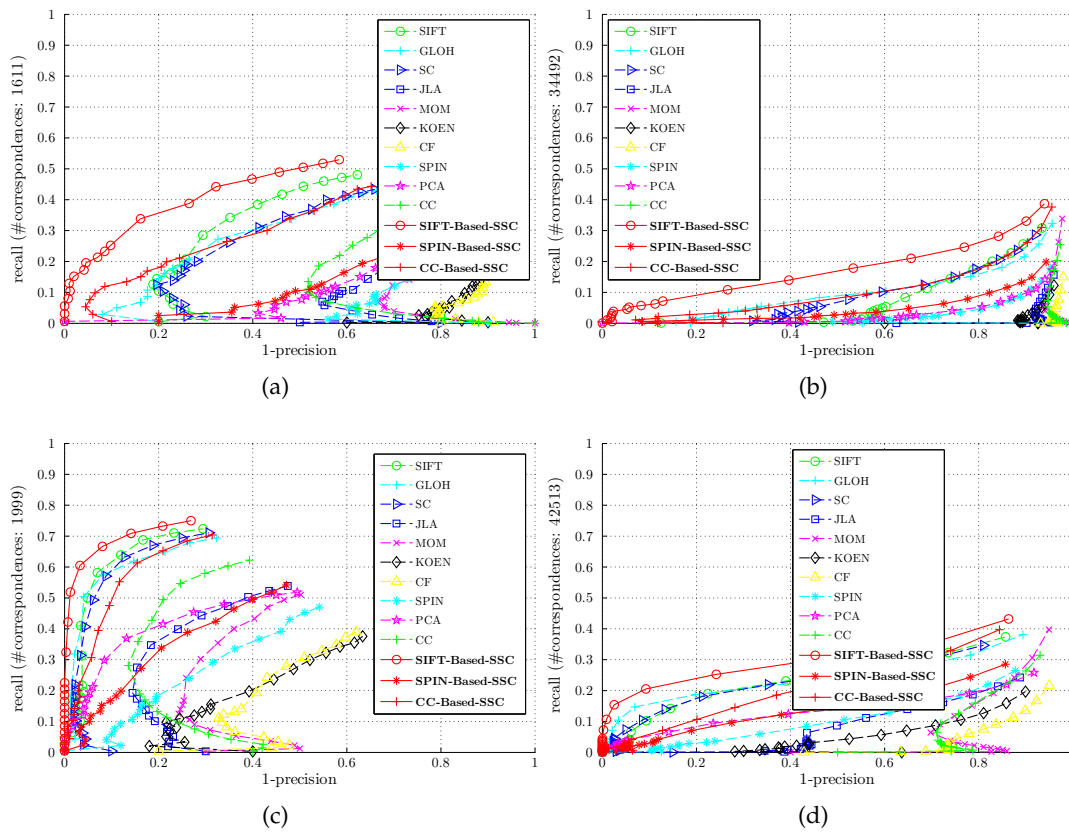 1
0.9
0.8
0.7
0.6
0.5
0.4
0.3
0.2
0.1
0
recall (#correspondences: 1611)
0.2
0.4
0.6
0.8
1
1-precision
SIFT
GLOH
SC
JLA
MOM
KOEN
CF
SPIN
PCA
CC
SIFT-Based-SSC
SPIN-Based-SSC
CC-Based-SSC
(a)
1
0.9
0.8
0.7
0.6
0.5
0.4
0.3
0.2
0.1
0
recall (#correspondences: 34492)
0
0.2
0.4
0.6
0.8
1-precision
SIFT
GLOH
SC
JLA
MOM
KOEN
CF
SPIN
PCA
CC
SIFT-Based-SSC
SPIN-Based-SSC
CC-Based-SSC
(b)
1
0.9
0.8
0.7
0.6
0.5
0.4
0.3
0.2
0.1
0
recall (#correspondences: 1999)
0
0.2
0.4
0.6
0.8
1
1-precision
SIFT
GLOH
SC
JLA
MOM
KOEN
CF
SPIN
PCA
CC
SIFT-Based-SSC
SPIN-Based-SSC
CC-Based-SSC
(c)
1
0.9
0.8
0.7
0.6
0.5
0.4
0.3
0.2
0.1
0
recall (#correspondences: 42513)
0
0.2
0.4
0.6
0.8
1-precision
SIFT
GLOH
SC
JLA
MOM
KOEN
CF
SPIN
PCA
CC
SIFT-Based-SSC
SPIN-Based-SSC
CC-Based-SSC
(d)